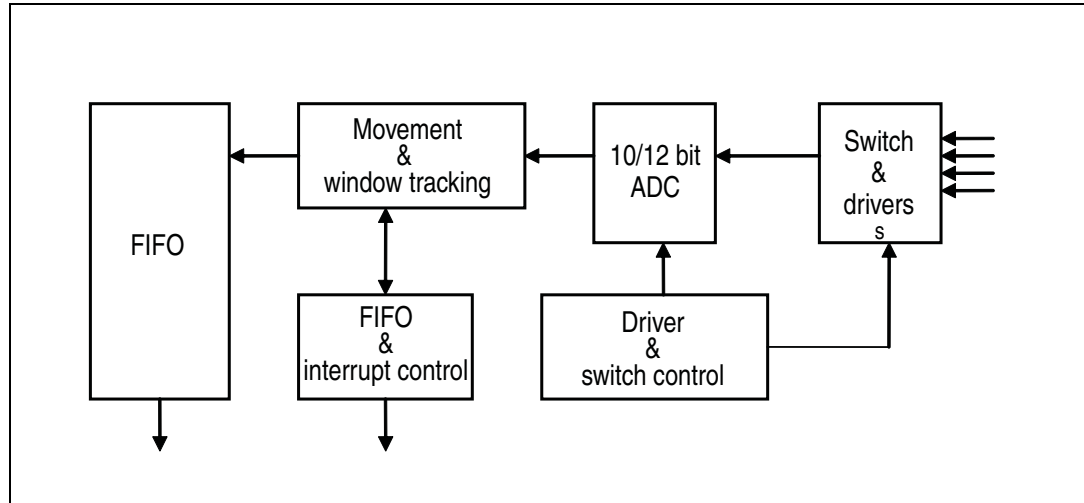 FIFO
Movement
&
window tracking
10/12 bit
ADC
Switch
&
drivers
s
FIFO
&
interrupt control
Driver
&
switch control